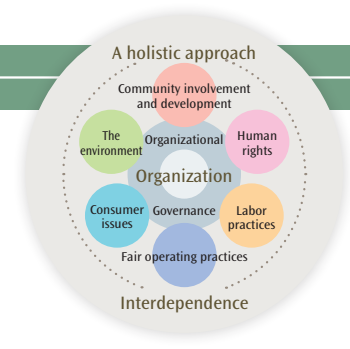 A holistic approach
Community involvement
and development
The
environment
Organizational
Human
rights
Organization
Consumer
issues
Governance
Labor
practices
Fair operating practices
Interdependence